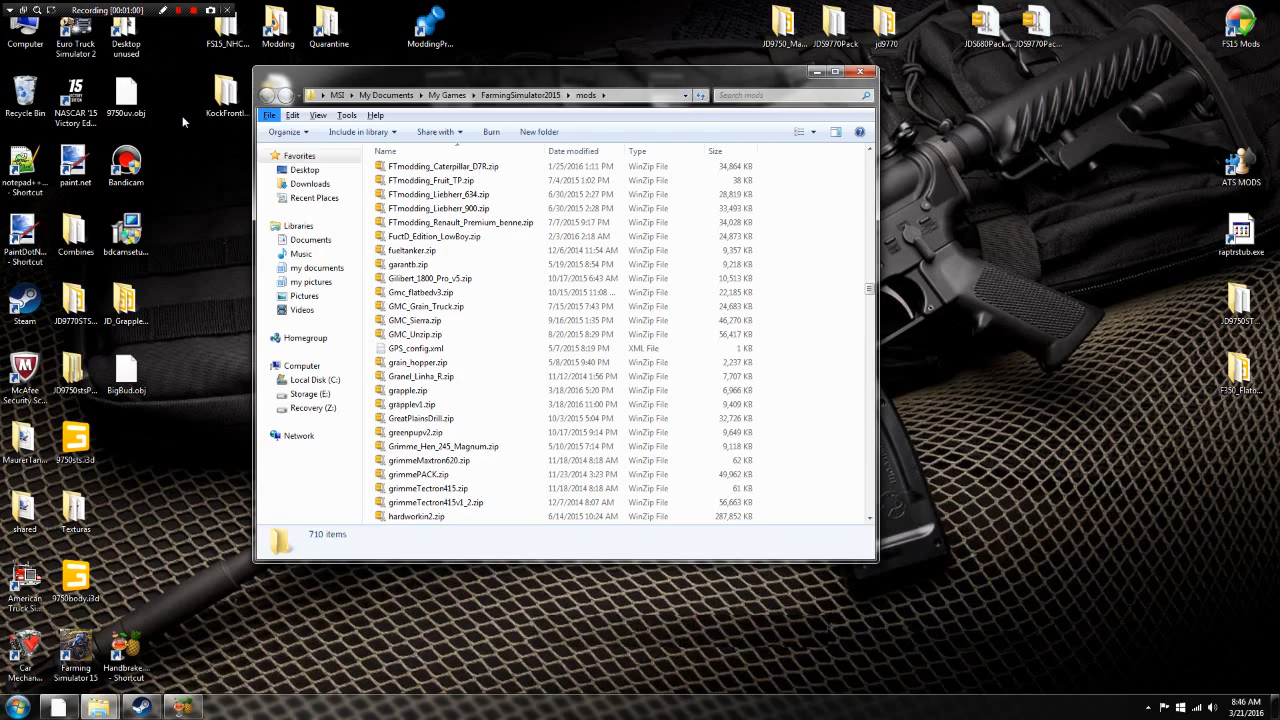 Recording [00:01:00]
Computer
Euro Truck Simulator 2
Desktop unused
FS15_NHC...
Modding
Quarantine
ModdingPr...
JD9750_Ma...
JDS9770Pack
jd9770
JDS680Pack...
JDS9770Pac...
FS15 Mods
Recycle Bin
NASCAR '15 Victory Ed...
9750uv.obj
KockFrontl...
notepad++... - Shortcut
paint.net
Bandicam
ATS MODS
PaintDotN... - Shortcut
Combines
bdcamsetu...
raptrstub.exe
Steam
JD9770STS...
JD_Grapple...
JD9750ST...
McAfee Security Sc...
JD9750stsP...
BigBud.obj
F350_Flatb...
MaurerTan...
9750sts.i3d
shared
Texturas
American Truck Si...
9750body.i3d
Car Mechan...
Farming Simulator 15
Handbrake.... - Shortcut
MSI
My Documents
My Games
FarmingSimulator2015
mods
Search mods
File Edit View Tools Help
Organize Include in library Share with Burn New folder
Favorites
Desktop
Downloads
Recent Places
Libraries
Documents
Music
my documents
my pictures
Pictures
Videos
Homegroup
Computer
Local Disk (C:)
Storage (E:)
Recovery (Z:)
Network
Name Date modified Type Size
FTmodding_Caterpillar_D7R.zip 1/25/2016 1:11 PM WinZip File 34,864 KB
FTmodding_Fruit_TP.zip 7/4/2015 1:02 PM WinZip File 38 KB
FTmodding_Liebherr_634.zip 6/30/2015 2:27 PM WinZip File 28,819 KB
FTmodding_Liebherr_900.zip 6/30/2015 2:27 PM WinZip File 33,493 KB
FTmodding_Renault_Premium_benne.zip 7/7/2015 9:17 PM WinZip File 34,028 KB
FuctD_Edition_LowBoy.zip 2/3/2016 2:18 AM WinZip File 24,873 KB
fueltanker.zip 12/6/2014 11:54 AM WinZip File 9,357 KB
garantb.zip 5/19/2015 8:54 PM WinZip File 9,218 KB
Gilibert_1800_Pro_v5.zip 10/17/2015 6:43 AM WinZip File 10,513 KB
Gmc_flatbedv3.zip 10/15/2015 11:08 ... WinZip File 22,185 KB
GMC_Grain_Truck.zip 7/15/2015 7:43 PM WinZip File 24,683 KB
GMC_Sierra.zip 9/16/2015 1:35 PM WinZip File 46,270 KB
GMC_Unzip.zip 8/20/2015 8:29 PM WinZip File 56,417 KB
GPS_config.xml 5/7/2015 8:19 PM XML File 1 KB
grain_hopper.zip 5/8/2015 9:40 PM WinZip File 2,237 KB
Granel_Linha_R.zip 11/12/2014 1:56 PM WinZip File 7,707 KB
grapple.zip 3/18/2016 5:20 PM WinZip File 6,966 KB
grapplev1.zip 3/18/2016 11:00 PM WinZip File 9,409 KB
GreatPlainsDrill.zip 10/3/2015 5:04 PM WinZip File 32,726 KB
greenpupv2.zip 10/2/2015 7:14 PM WinZip File 9,649 KB
Grimme_Hen_245_Magnum.zip 5/10/2015 7:14 PM WinZip File 9,118 KB
grimmeMaxtron620.zip 11/18/2014 8:18 AM WinZip File 62 KB
grimmePACK.zip 11/23/2014 3:23 PM WinZip File 49,962 KB
grimmeTectron415.zip 11/18/2014 8:18 AM WinZip File 61 KB
grimmeTectron415v1_2.zip 12/7/2014 8:07 AM WinZip File 56,663 KB
hardworkin2.zip 6/14/2015 10:24 AM WinZip File 287,852 KB
710 items
8:46 AM
3/21/2016